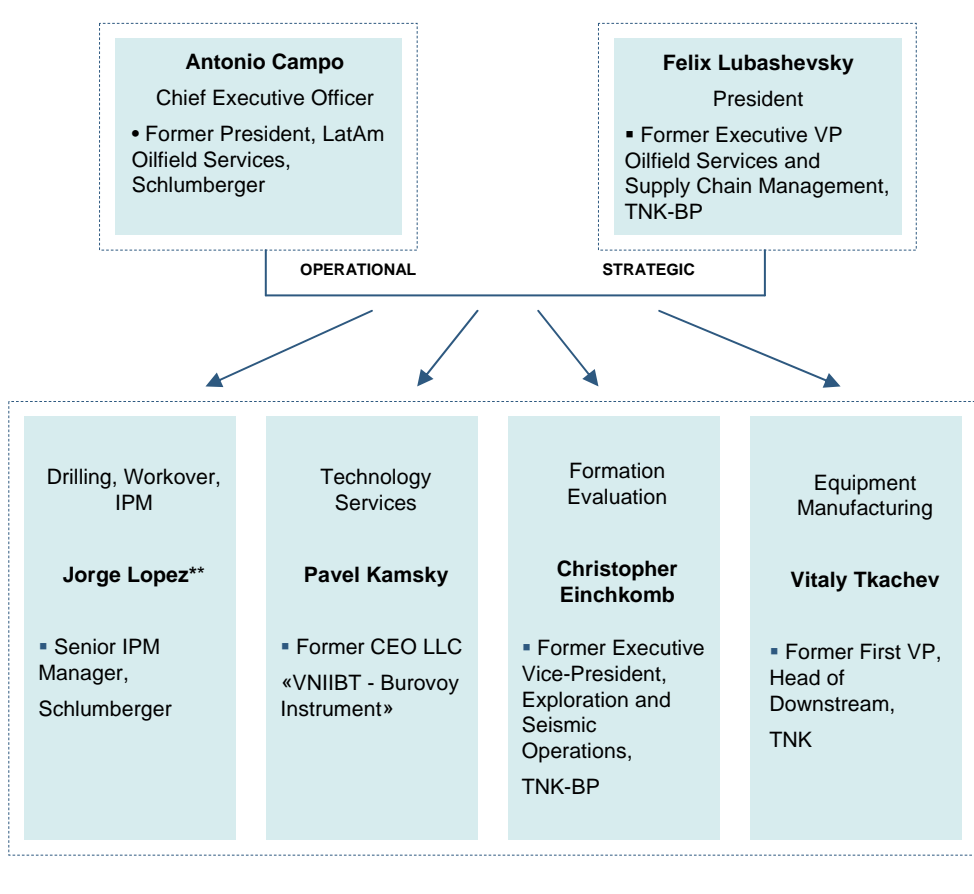 Antonio Campo
Chief Executive Officer
• Former President, LatAm
Oilfield Services,
Schlumberger
Felix Lubashevsky
President
▪ Former Executive VP
Oilfield Services and
Supply Chain Management,
TNK-BP
OPERATIONAL
STRATEGIC
Drilling, Workover,
IPM
Jorge Lopez**
▪ Senior IPM
Manager,
Schlumberger
Technology
Services
Pavel Kamsky
▪ Former CEO LLC
«VNIIBT - Burovoy
Instrument»
Formation
Evaluation
Christopher
Einchkomb
▪ Former Executive
Vice-President,
Exploration and
Seismic
Operations,
TNK-BP
Equipment
Manufacturing
Vitaly Tkachev
▪ Former First VP,
Head of
Downstream,
TNK